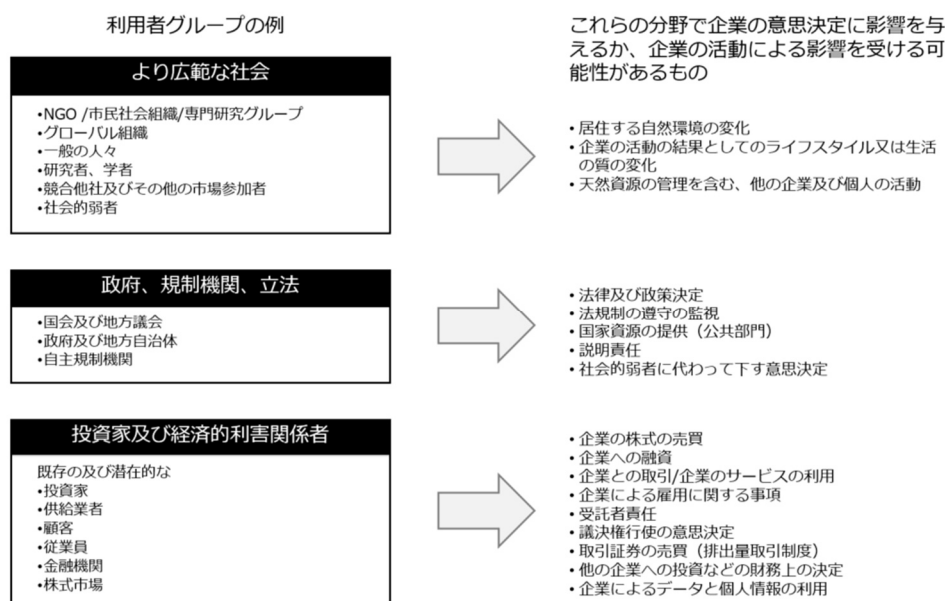 利用者グループの例
これらの分野で企業の意思決定に影響を与
えるか、企業の活動による影響を受ける可
能性があるもの
より広範な社会
•NGO /市民社会組織/専門研究グループ
•グローバル組織
•一般の人々
•研究者、学者
•競合他社及びその他の市場参加者
•社会的弱者
• 居住する自然環境の変化
• 企業の活動の結果としてのライフスタイル又は生活
の質の変化
• 天然資源の管理を含む、他の企業及び個人の活動
政府、規制機関、立法
•国会及び地方議会
•政府及び地方自治体
•自主規制機関
• 法律及び政策決定
• 法規制の遵守の監視
• 国家資源の提供（公共部門）
• 説明責任
• 社会的弱者に代わって下す意思決定
投資家及び経済的利害関係者
既存の及び潜在的な
•投資家
•供給業者
•顧客
•従業員
•金融機関
•株式市場
• 企業の株式の売買
• 企業への融資
• 企業との取引/企業のサービスの利用
• 企業による雇用に関する事項
• 受託者責任
• 議決権行使の意思決定
• 取引証券の売買（排出量取引制度）
• 他の企業への投資などの財務上の決定
• 企業によるデータと個人情報の利用